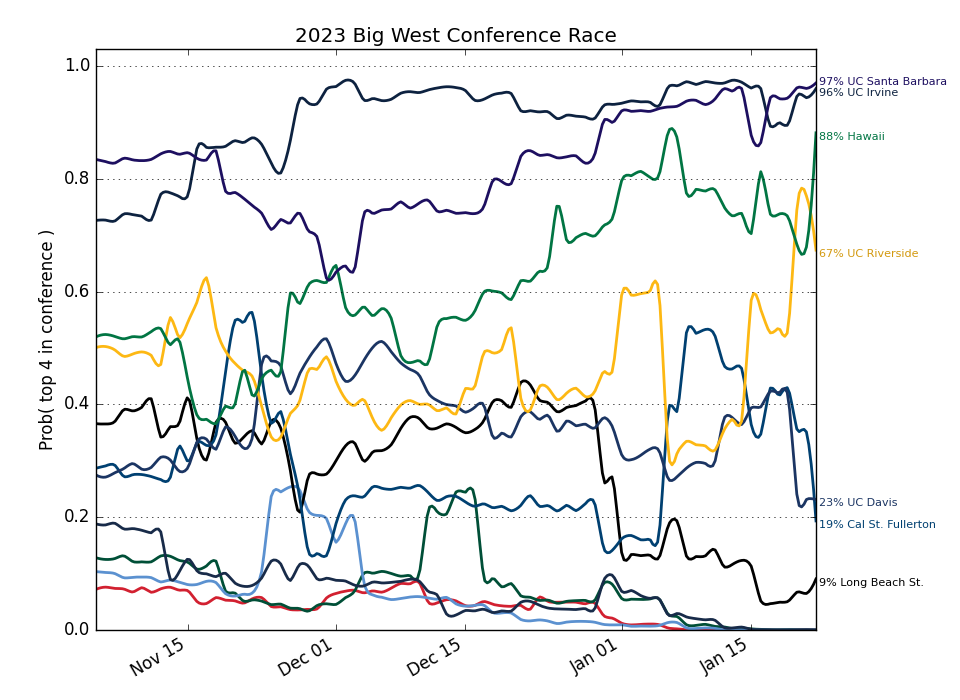 2023 Big West Conference Race
1.0
0.8
0.6
0.4
0.2
0.0
Prob( top 4 in conference )
Nov 15
Dec 01
Dec 15
Jan 01
Jan 15
97% UC Santa Barbara
96% UC Irvine
88% Hawaii
67% UC Riverside
23% UC Davis
19% Cal St. Fullerton
9% Long Beach St.